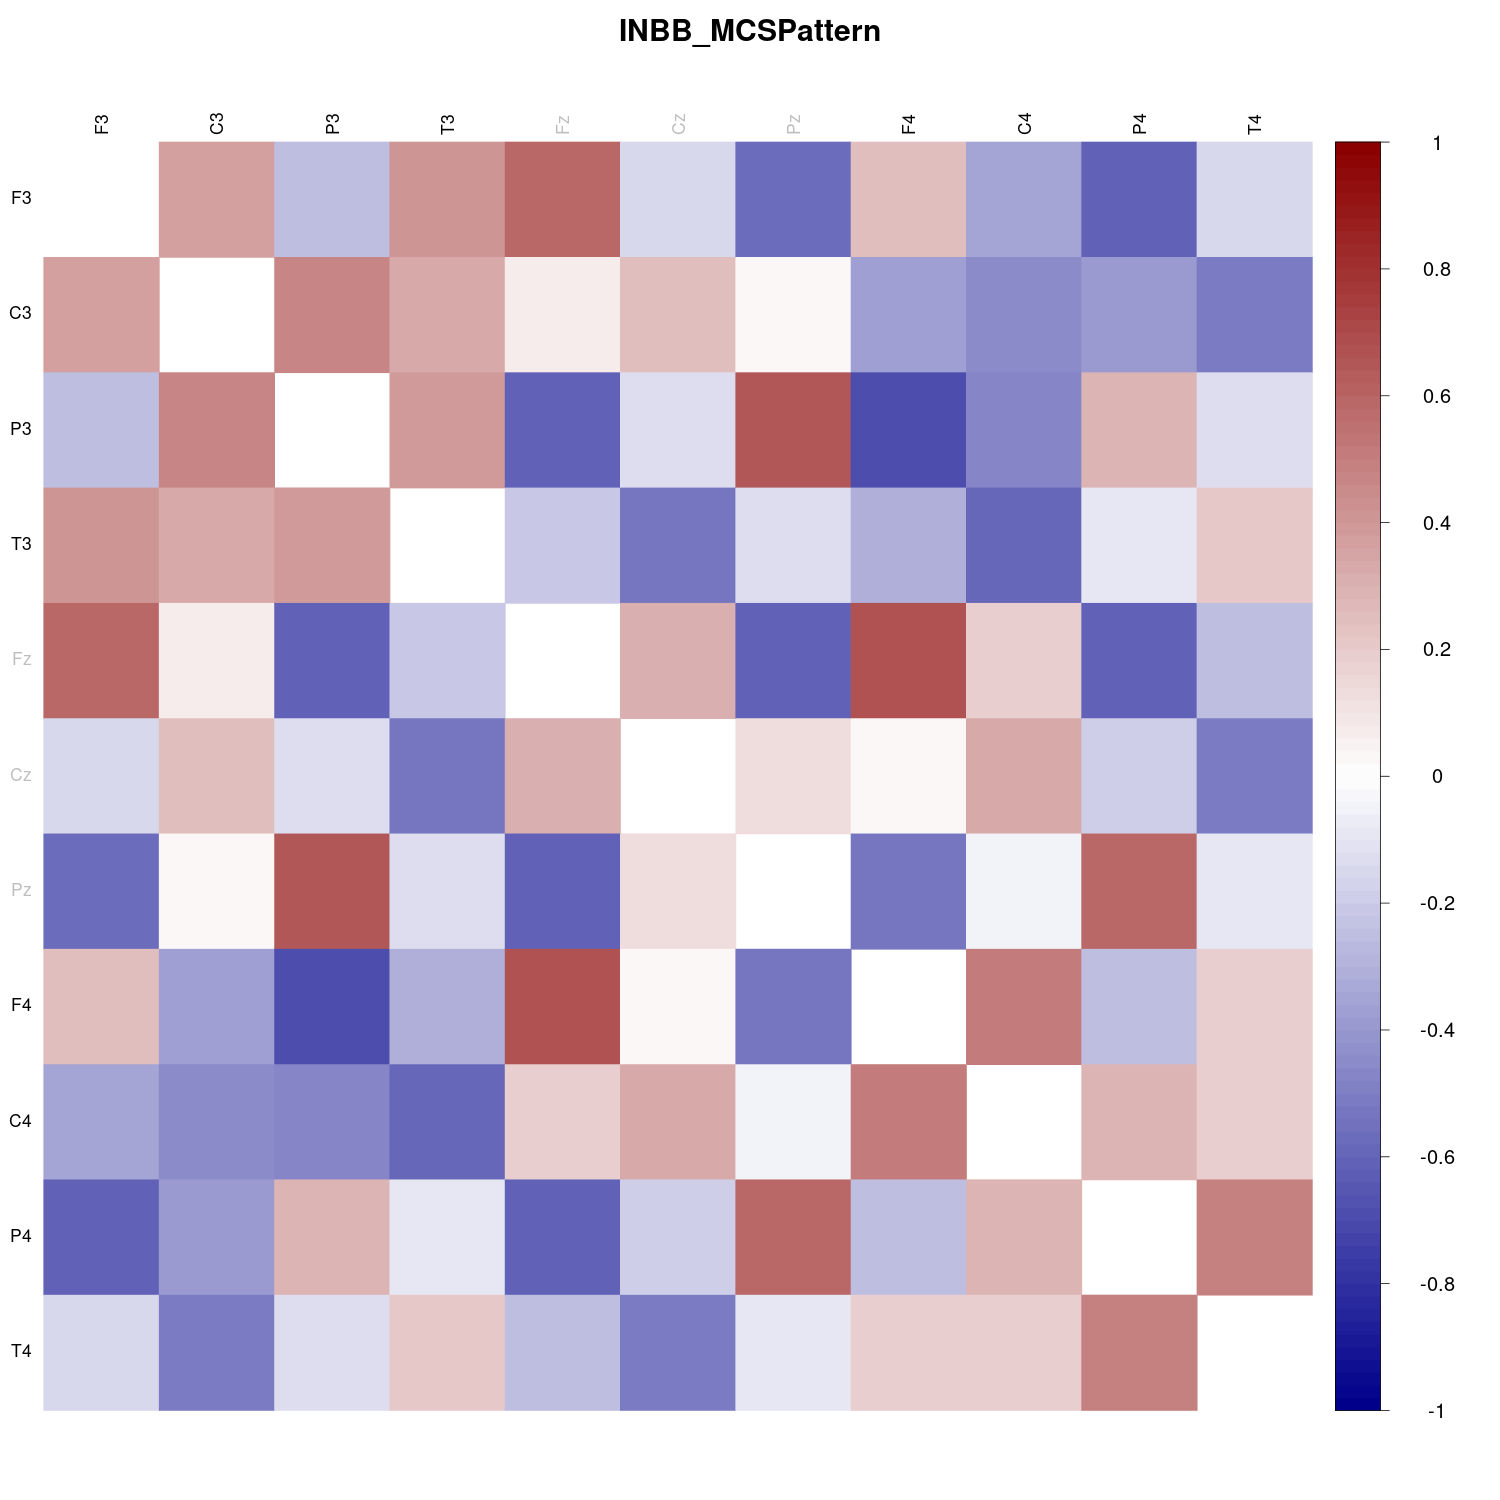 INBB_MCSPattern
F3 C3 P3 T3 Fz Cz Pz F4 C4 P4 T4
F3
C3
P3
T3
Fz
Cz
Pz
F4
C4
P4
T4
1
0.8
0.6
0.4
0.2
0
-0.2
-0.4
-0.6
-0.8
-1